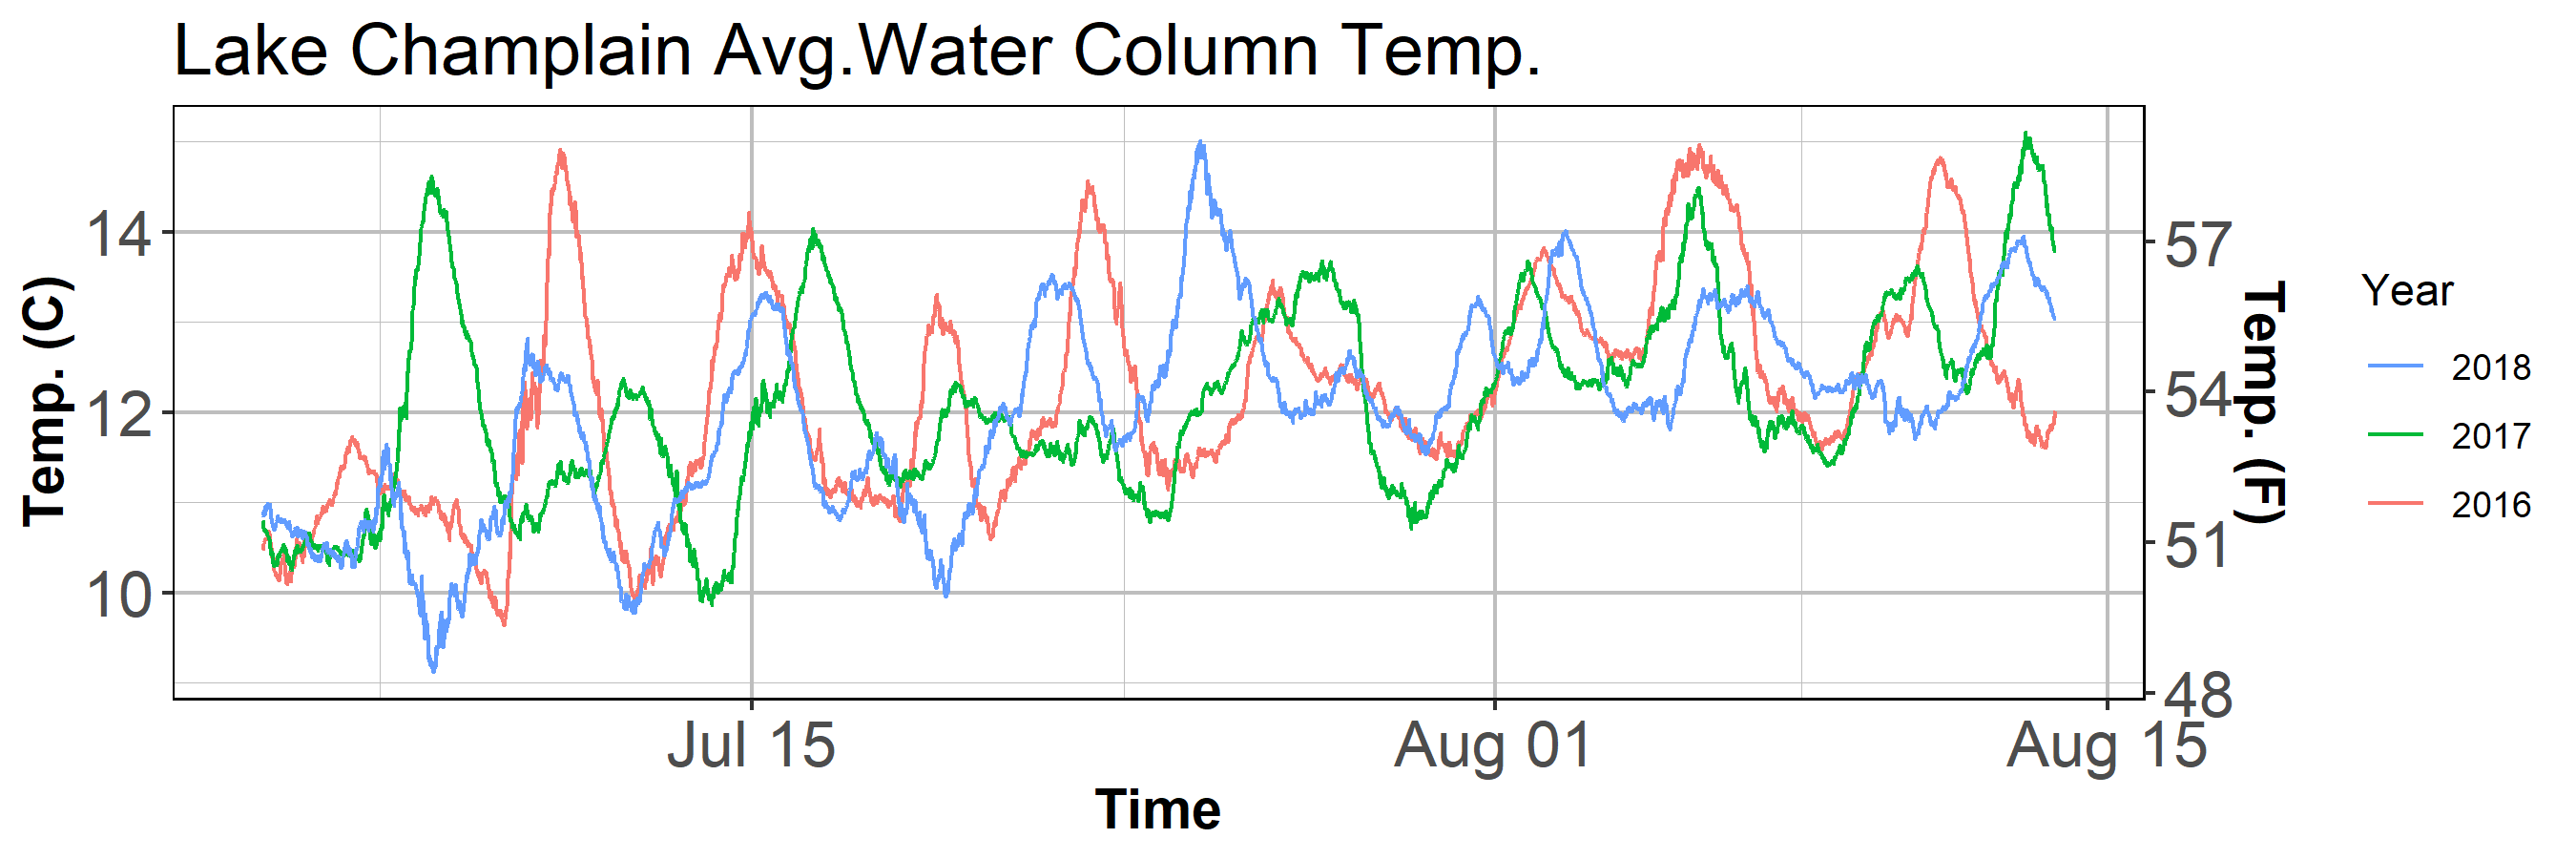 Lake Champlain Avg.Water Column Temp.
Temp. (C)
14
12
10
57
54
51
48
Temp. (F)
Jul 15
Aug 01
Aug 15
Time
Year
2018
2017
2016